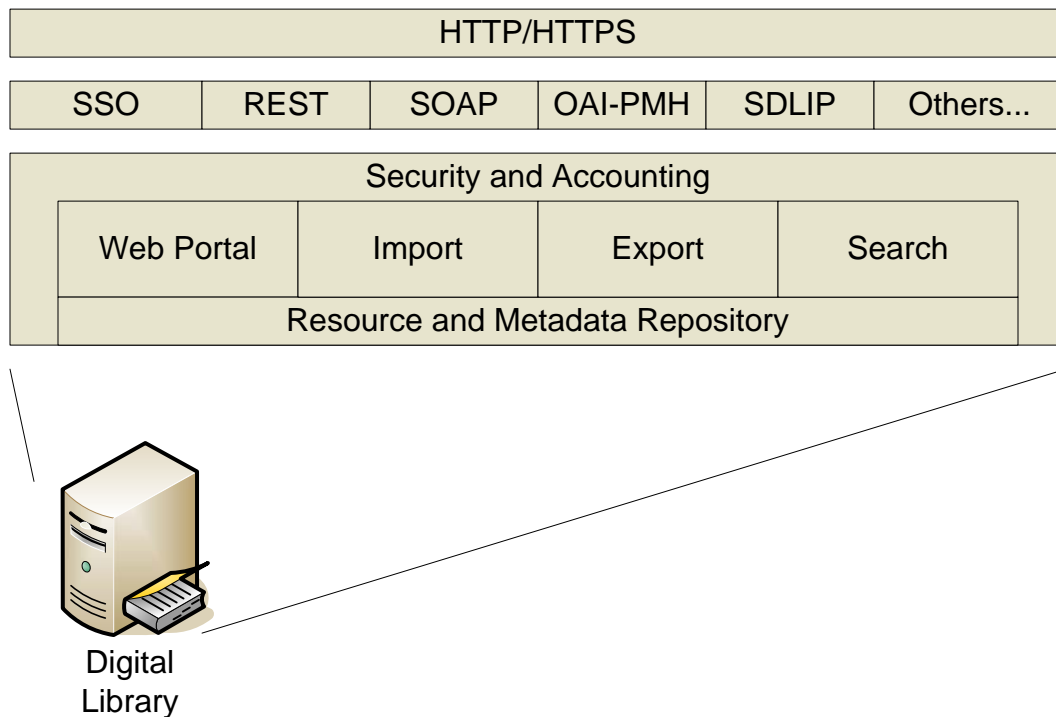 HTTP/HTTPS
SSO REST SOAP OAI-PMH SDLIP Others...
Security and Accounting
Web Portal Import Export Search
Resource and Metadata Repository
Digital
Library